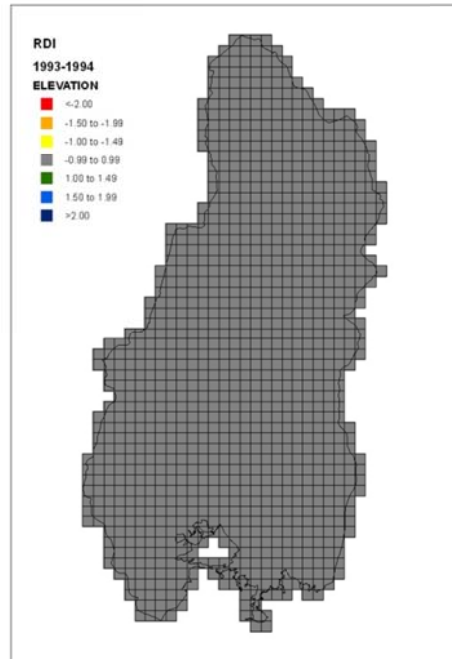 RDI
1993-1994
ELEVATION
<-2.00
-1.50 to -1.99
-1.00 to -1.49
-0.99 to 0.99
1.00 to 1.49
1.50 to 1.99
>2.00